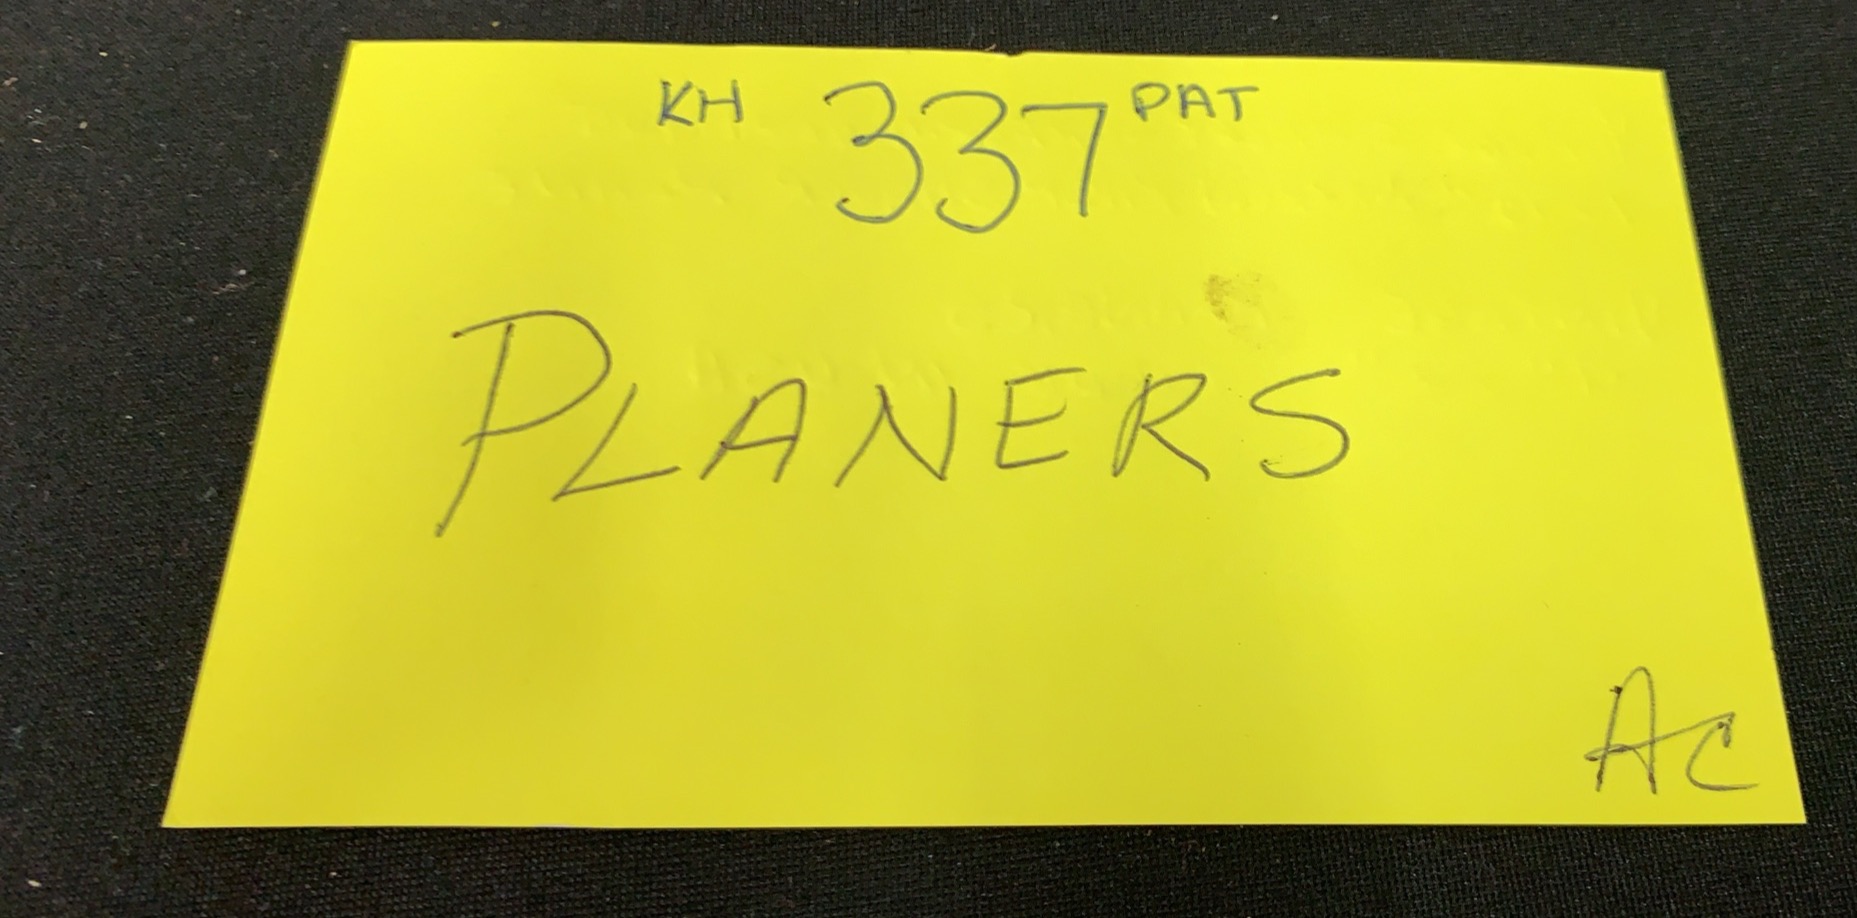 KH 337 PAT
PLANERS
AC